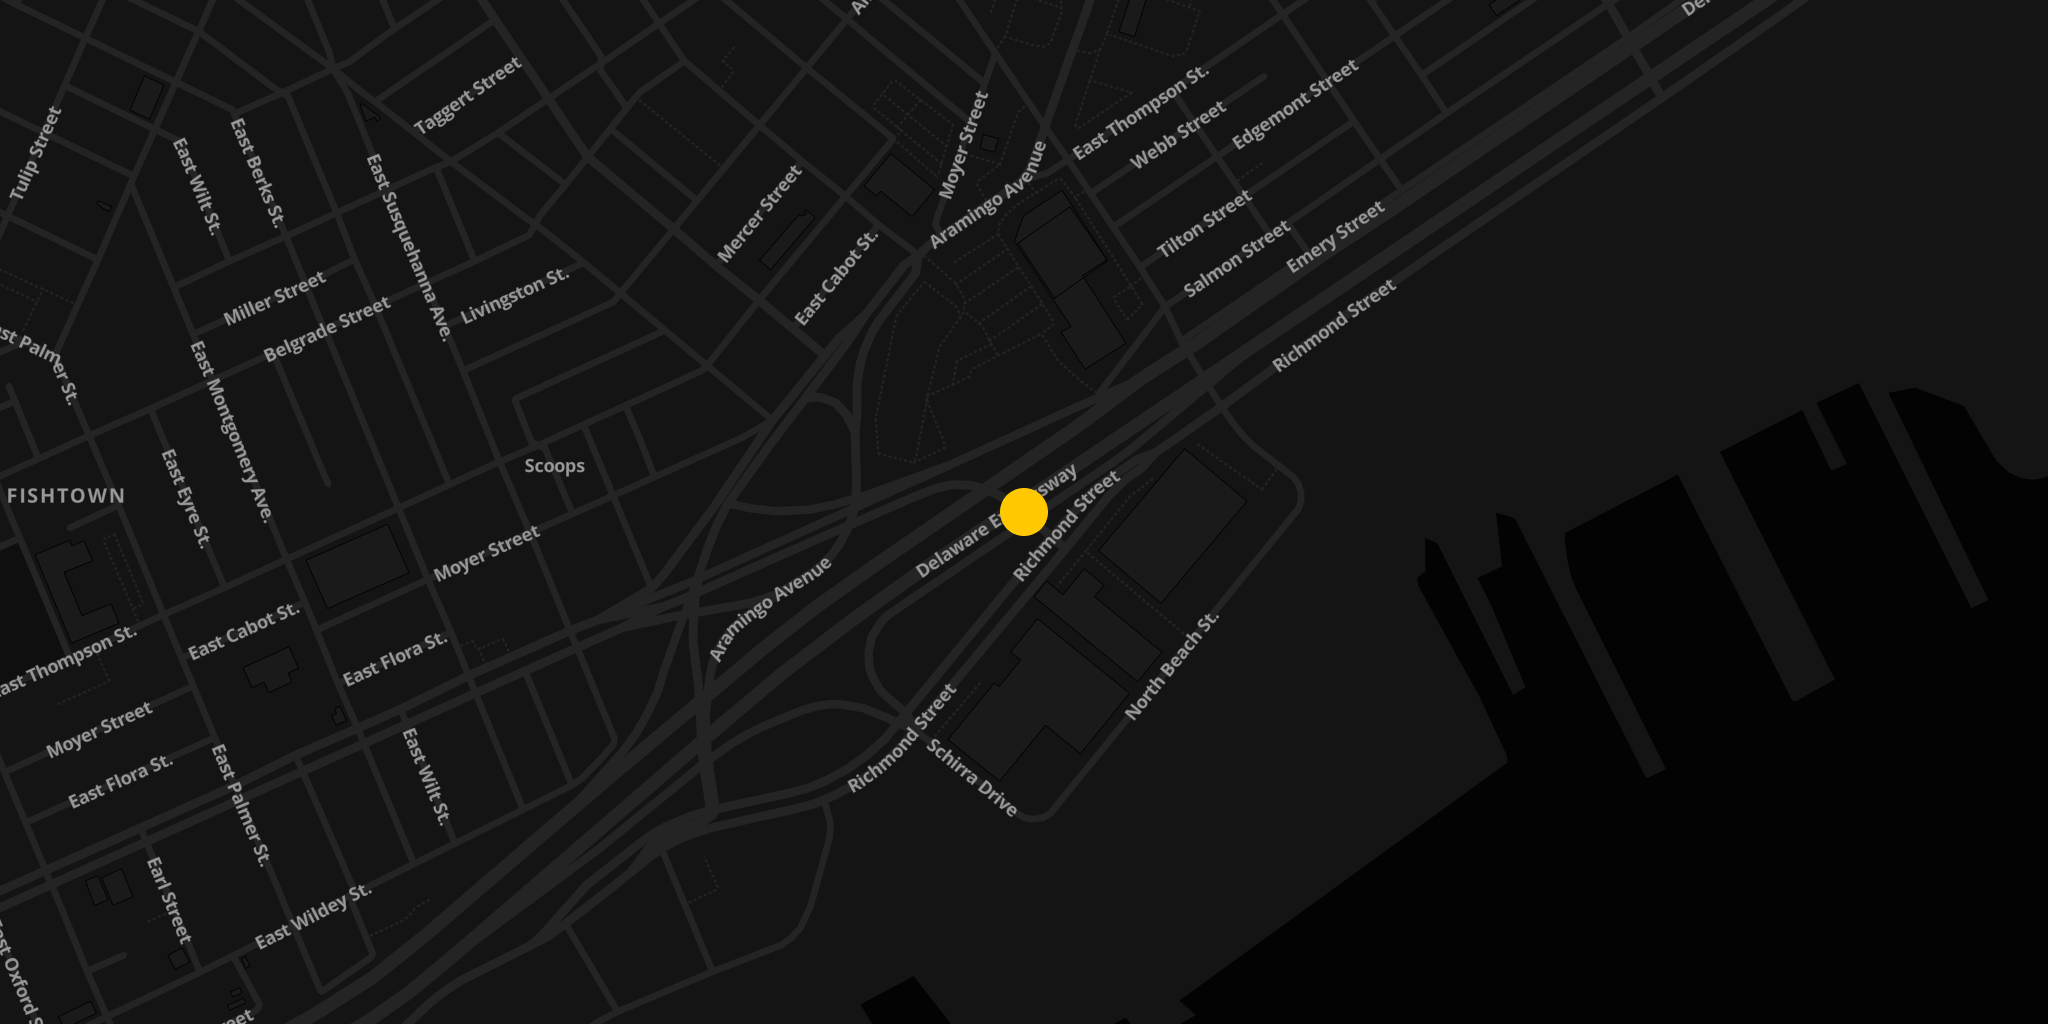 Taggert Street
East Thompson St.
Webb Street
Edgemont Street
Tulip Street
East Wilt St.
East Berks St.
East Susquehanna Ave.
Mercer Street
East Cabot St.
Moyer Street
Aramingo Avenue
Tilton Street
Salmon Street
Emery Street
Richmond Street
Miller Street
Belgrade Street
Livingston St.
Palmer St.
East Montgomery Ave.
East Eyre St.
FISHTOWN
Scoops
Moyer Street
Delaware
Richmond Street
Aramingo Avenue
East Cabot St.
East Flora St.
Thompson St.
Moyer Street
East Flora St.
East Palmer St.
East Wilt St.
Richmond Street
Schirra Drive
North Beach St.
Earl Street
East Wildey St.
Oxford